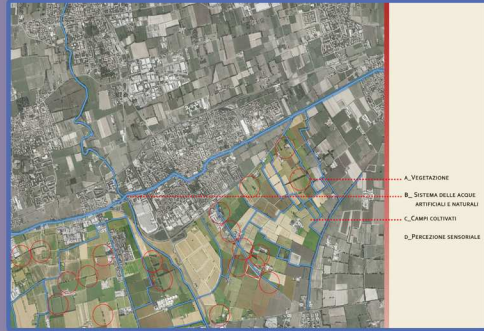 A_VEGETAZIONE
B_ SISTEMA DELLE ACQUE
ARTIFICIALI E NATURALI
C_CAMPI COLTIVATI
D_PERCEZIONE SENSORIALE